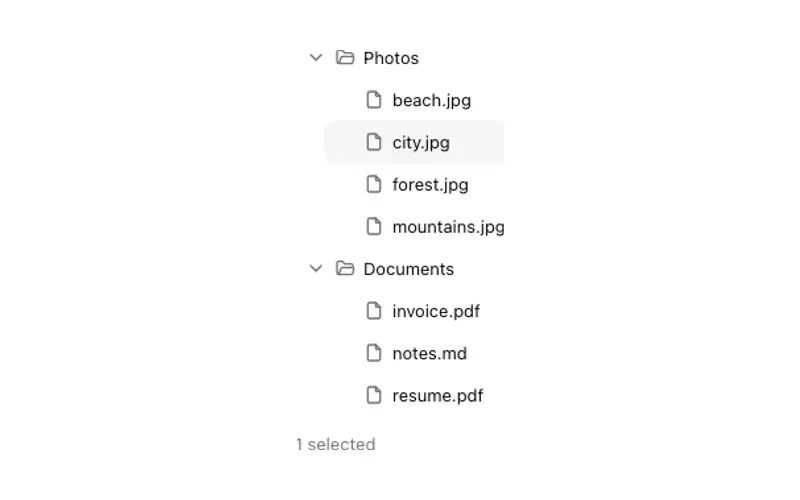 Photos
beach.jpg
city.jpg
forest.jpg
mountains.jpg
Documents
invoice.pdf
notes.md
resume.pdf
1 selected